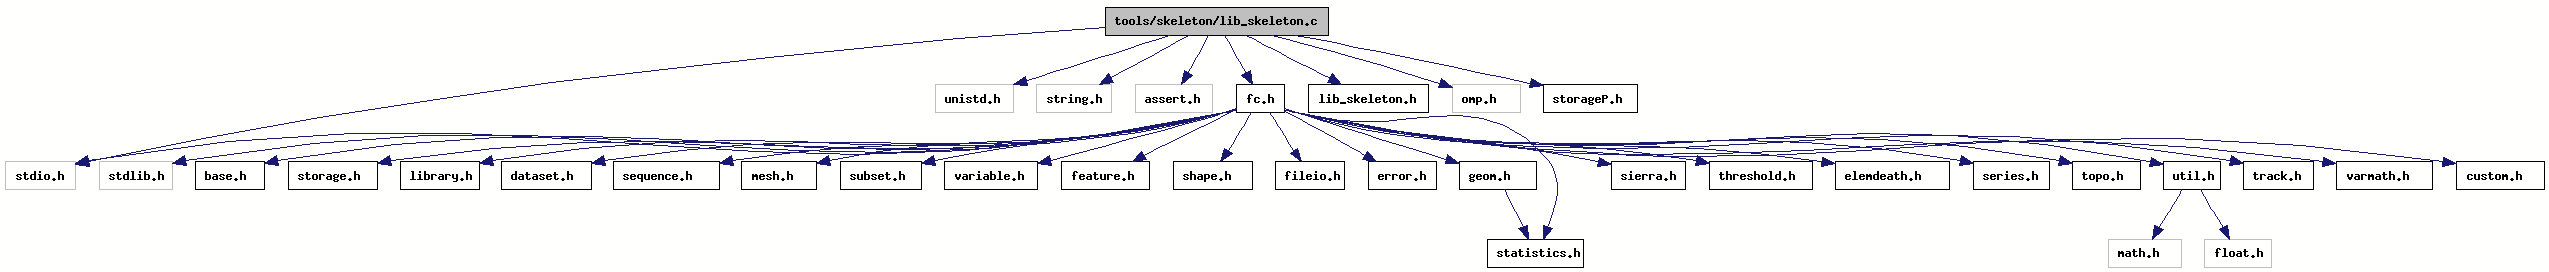 tools/skeleton/lib_skeleton.c
unistd.h
string.h
assert.h
fc.h
lib_skeleton.h
omp.h
storageP.h
stdio.h
stdlib.h
base.h
storage.h
library.h
dataset.h
sequence.h
mesh.h
subset.h
variable.h
feature.h
shape.h
fileio.h
error.h
geom.h
sierra.h
threshold.h
elemdeath.h
series.h
topo.h
util.h
track.h
varmath.h
custom.h
statistics.h
math.h
float.h